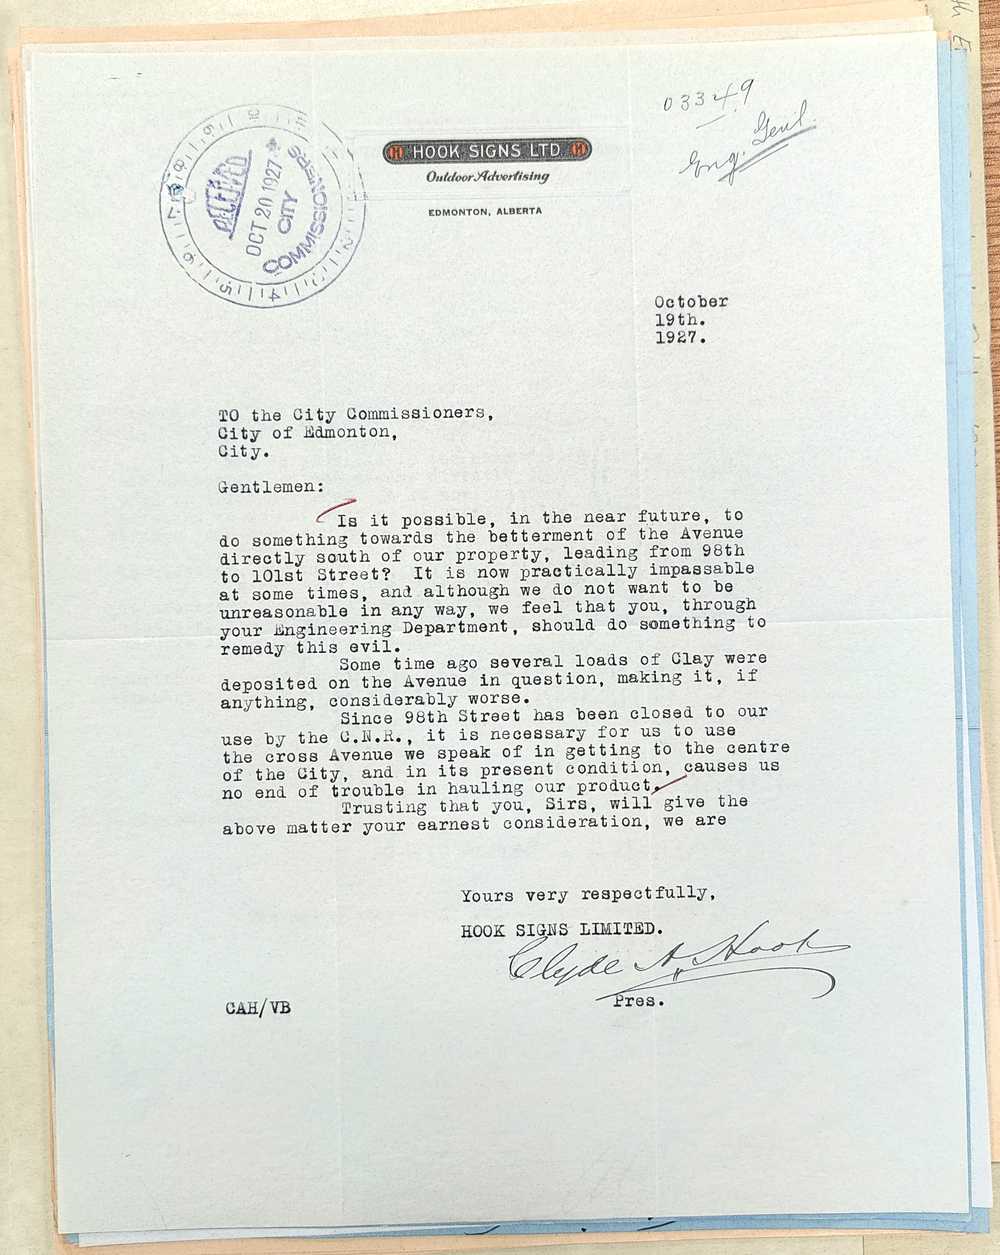 03349
Eng. Genl.
H HOOK SIGNS LTD. H
Outdoor Advertising
EDMONTON, ALBERTA
RECEIVED
OCT 20 1927
CITY
COMMISSIONERS
October
19th.
1927.
TO the City Commissioners,
City of Edmonton,
City.
Gentlemen:
Is it possible, in the near future, to
do something towards the betterment of the Avenue
directly south of our property, leading from 98th
to 101st Street? It is now practically impassable
at some times, and although we do not want to be
unreasonable in any way, we feel that you, through
your Engineering Department, should do something to
remedy this evil.
Some time ago several loads of Clay were
deposited on the Avenue in question, making it, if
anything, considerably worse.
Since 98th Street has been closed to our
use by the C.N.R., it is necessary for us to use
the cross Avenue we speak of in getting to the centre
of the City, and in its present condition, causes us
no end of trouble in hauling our product.
Trusting that you, Sirs, will give the
above matter your earnest consideration, we are
Yours very respectfully,
HOOK SIGNS LIMITED.
Clyde A. Hook
Pres.
CAH/VB